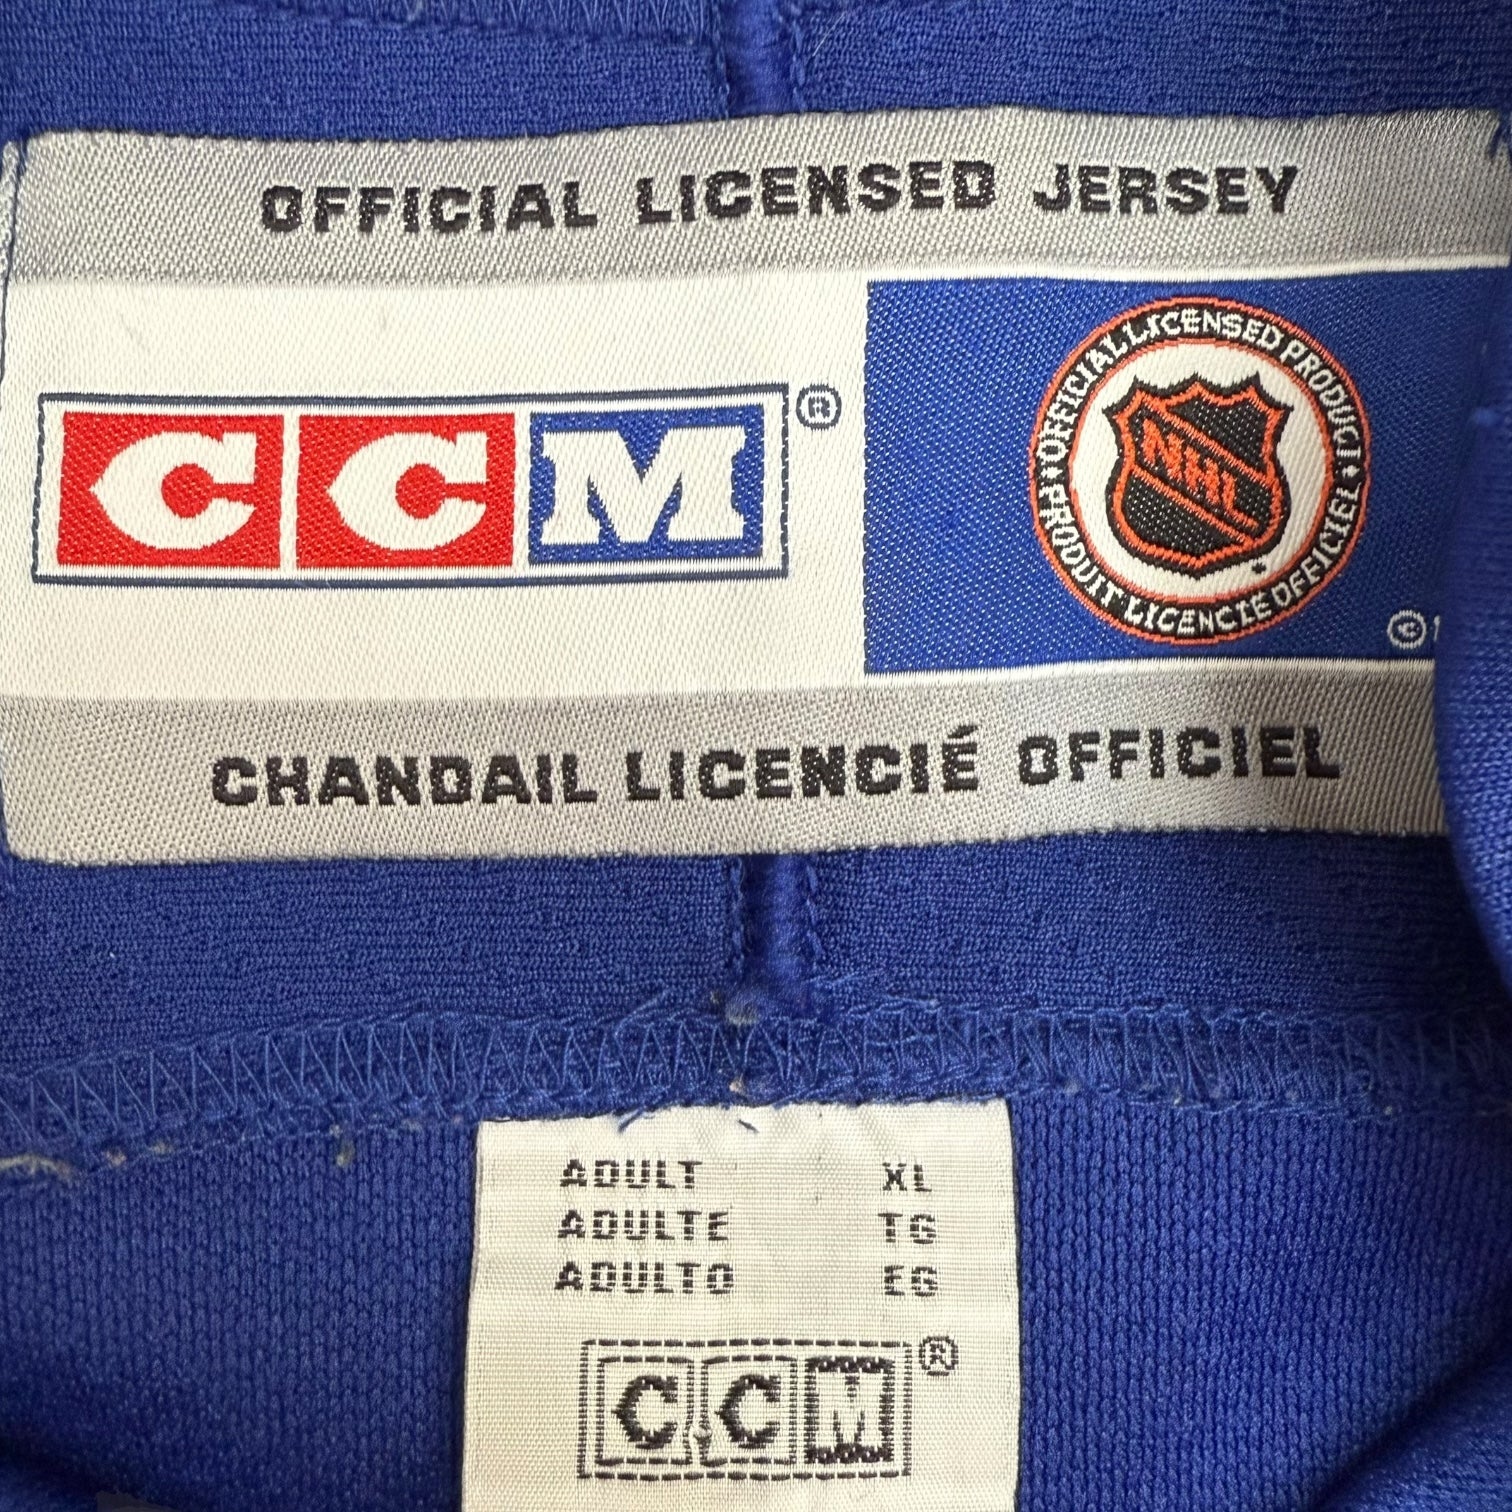 OFFICIAL LICENSED JERSEY
CCM®
OFFICIAL LICENSED PRODUCT
NHL
PRODUIT LICENCIÉ OFFICIEL
©
CHANDAIL LICENCIÉ OFFICIEL
ADULT XL
ADULTE TG
ADULTO EG
CCM®